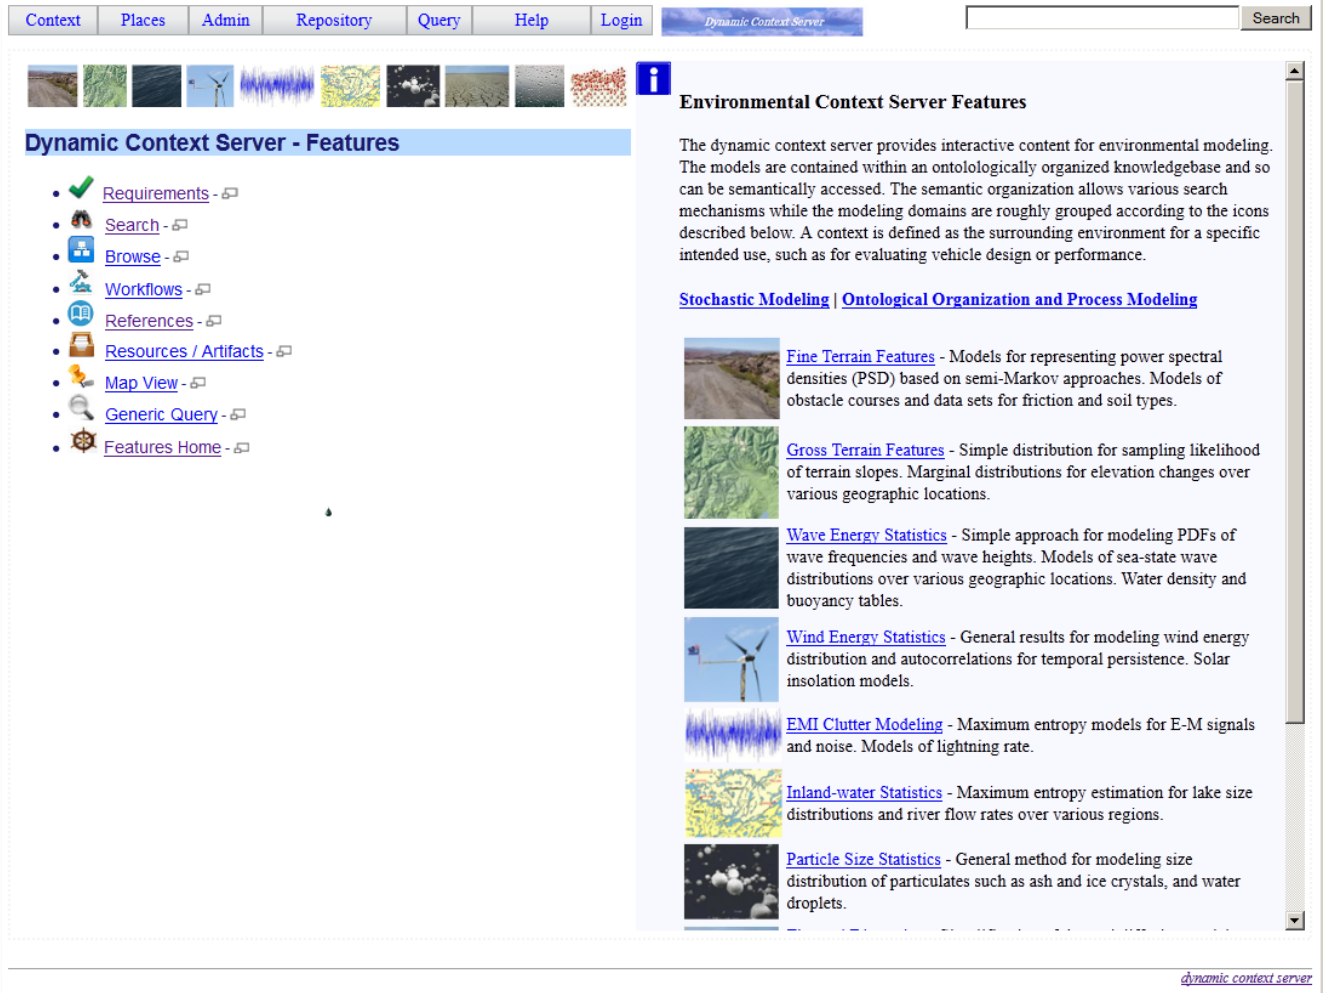 Context Places Admin Repository Query Help Login Dynamic Context Server Search
Dynamic Context Server - Features
Requirements -
Search -
Browse -
Workflows -
References -
Resources / Artifacts -
Map View -
Generic Query -
Features Home -
Environmental Context Server Features
The dynamic context server provides interactive content for environmental modeling.
The models are contained within an ontolologically organized knowledgebase and so
can be semantically accessed. The semantic organization allows various search
mechanisms while the modeling domains are roughly grouped according to the icons
described below. A context is defined as the surrounding environment for a specific
intended use, such as for evaluating vehicle design or performance.
Stochastic Modeling | Ontological Organization and Process Modeling
Fine Terrain Features - Models for representing power spectral
densities (PSD) based on semi-Markov approaches. Models of
obstacle courses and data sets for friction and soil types.
Gross Terrain Features - Simple distribution for sampling likelihood
of terrain slopes. Marginal distributions for elevation changes over
various geographic locations.
Wave Energy Statistics - Simple approach for modeling PDFs of
wave frequencies and wave heights. Models of sea-state wave
distributions over various geographic locations. Water density and
buoyancy tables.
Wind Energy Statistics - General results for modeling wind energy
distribution and autocorrelations for temporal persistence. Solar
insolation models.
EMI Clutter Modeling - Maximum entropy models for E-M signals
and noise. Models of lightning rate.
Inland-water Statistics - Maximum entropy estimation for lake size
distributions and river flow rates over various regions.
Particle Size Statistics - General method for modeling size
distribution of particulates such as ash and ice crystals, and water
droplets.
dynamic context server